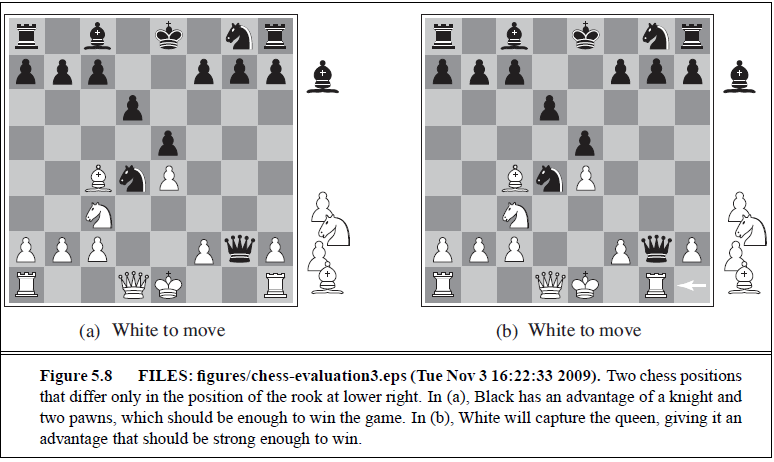 (a) White to move
(b) White to move
Figure 5.8 FILES: figures/chess-evaluation3.eps (Tue Nov 3 16:22:33 2009). Two chess positions
that differ only in the position of the rook at lower right. In (a), Black has an advantage of a knight and
two pawns, which should be enough to win the game. In (b), White will capture the queen, giving it an
advantage that should be strong enough to win.